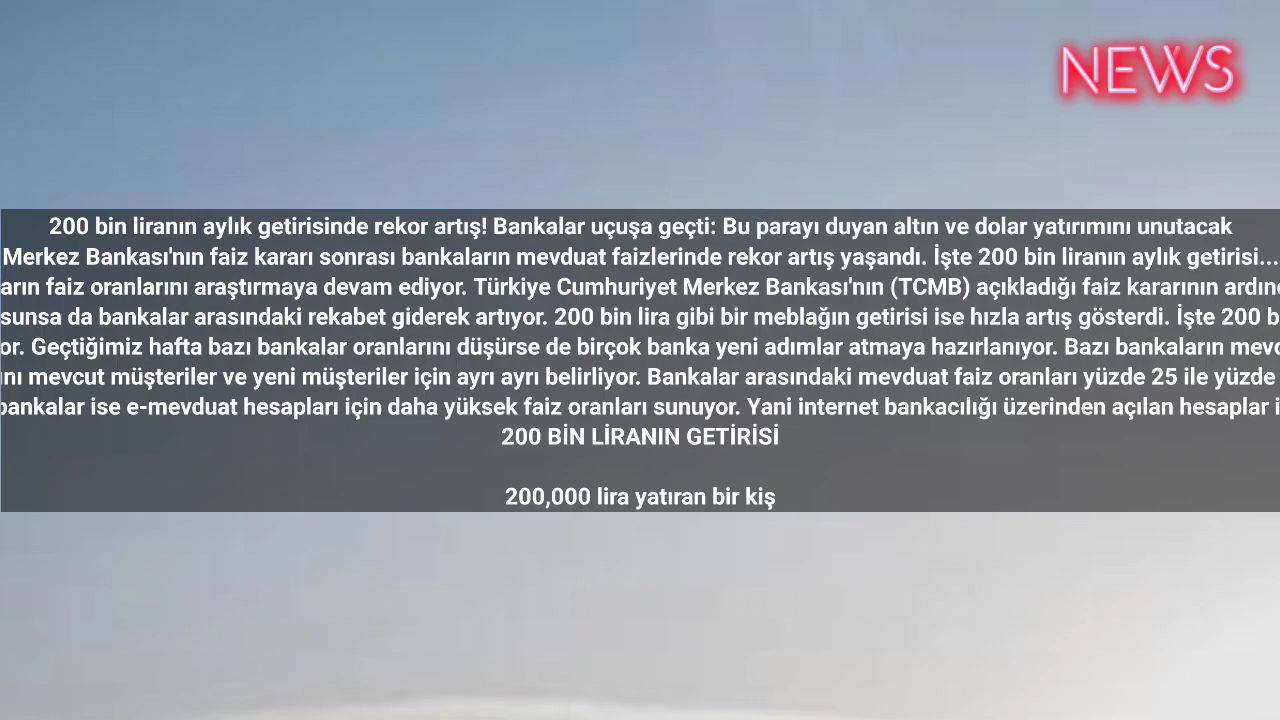 NEWS
200 bin liranın aylık getirisinde rekor artış! Bankalar uçuşa geçti: Bu parayı duyan altın ve dolar yatırımını unutacak
Merkez Bankası'nın faiz kararı sonrası bankaların mevduat faizlerinde rekor artış yaşandı. İşte 200 bin liranın aylık getirisi...
arın faiz oranlarını araştırmaya devam ediyor. Türkiye Cumhuriyet Merkez Bankası'nın (TCMB) açıkladığı faiz kararının ardın
sunsa da bankalar arasındaki rekabet giderek artıyor. 200 bin lira gibi bir meblağın getirisi ise hızla artış gösterdi. İşte 200 b
or. Geçtiğimiz hafta bazı bankalar oranlarını düşürse de birçok banka yeni adımlar atmaya hazırlanıyor. Bazı bankaların mevd
nı mevcut müşteriler ve yeni müşteriler için ayrı ayrı belirliyor. Bankalar arasındaki mevduat faiz oranları yüzde 25 ile yüzde
bankalar ise e-mevduat hesapları için daha yüksek faiz oranları sunuyor. Yani internet bankacılığı üzerinden açılan hesaplar i
200 BİN LİRANIN GETİRİSİ
200,000 lira yatıran bir kiş